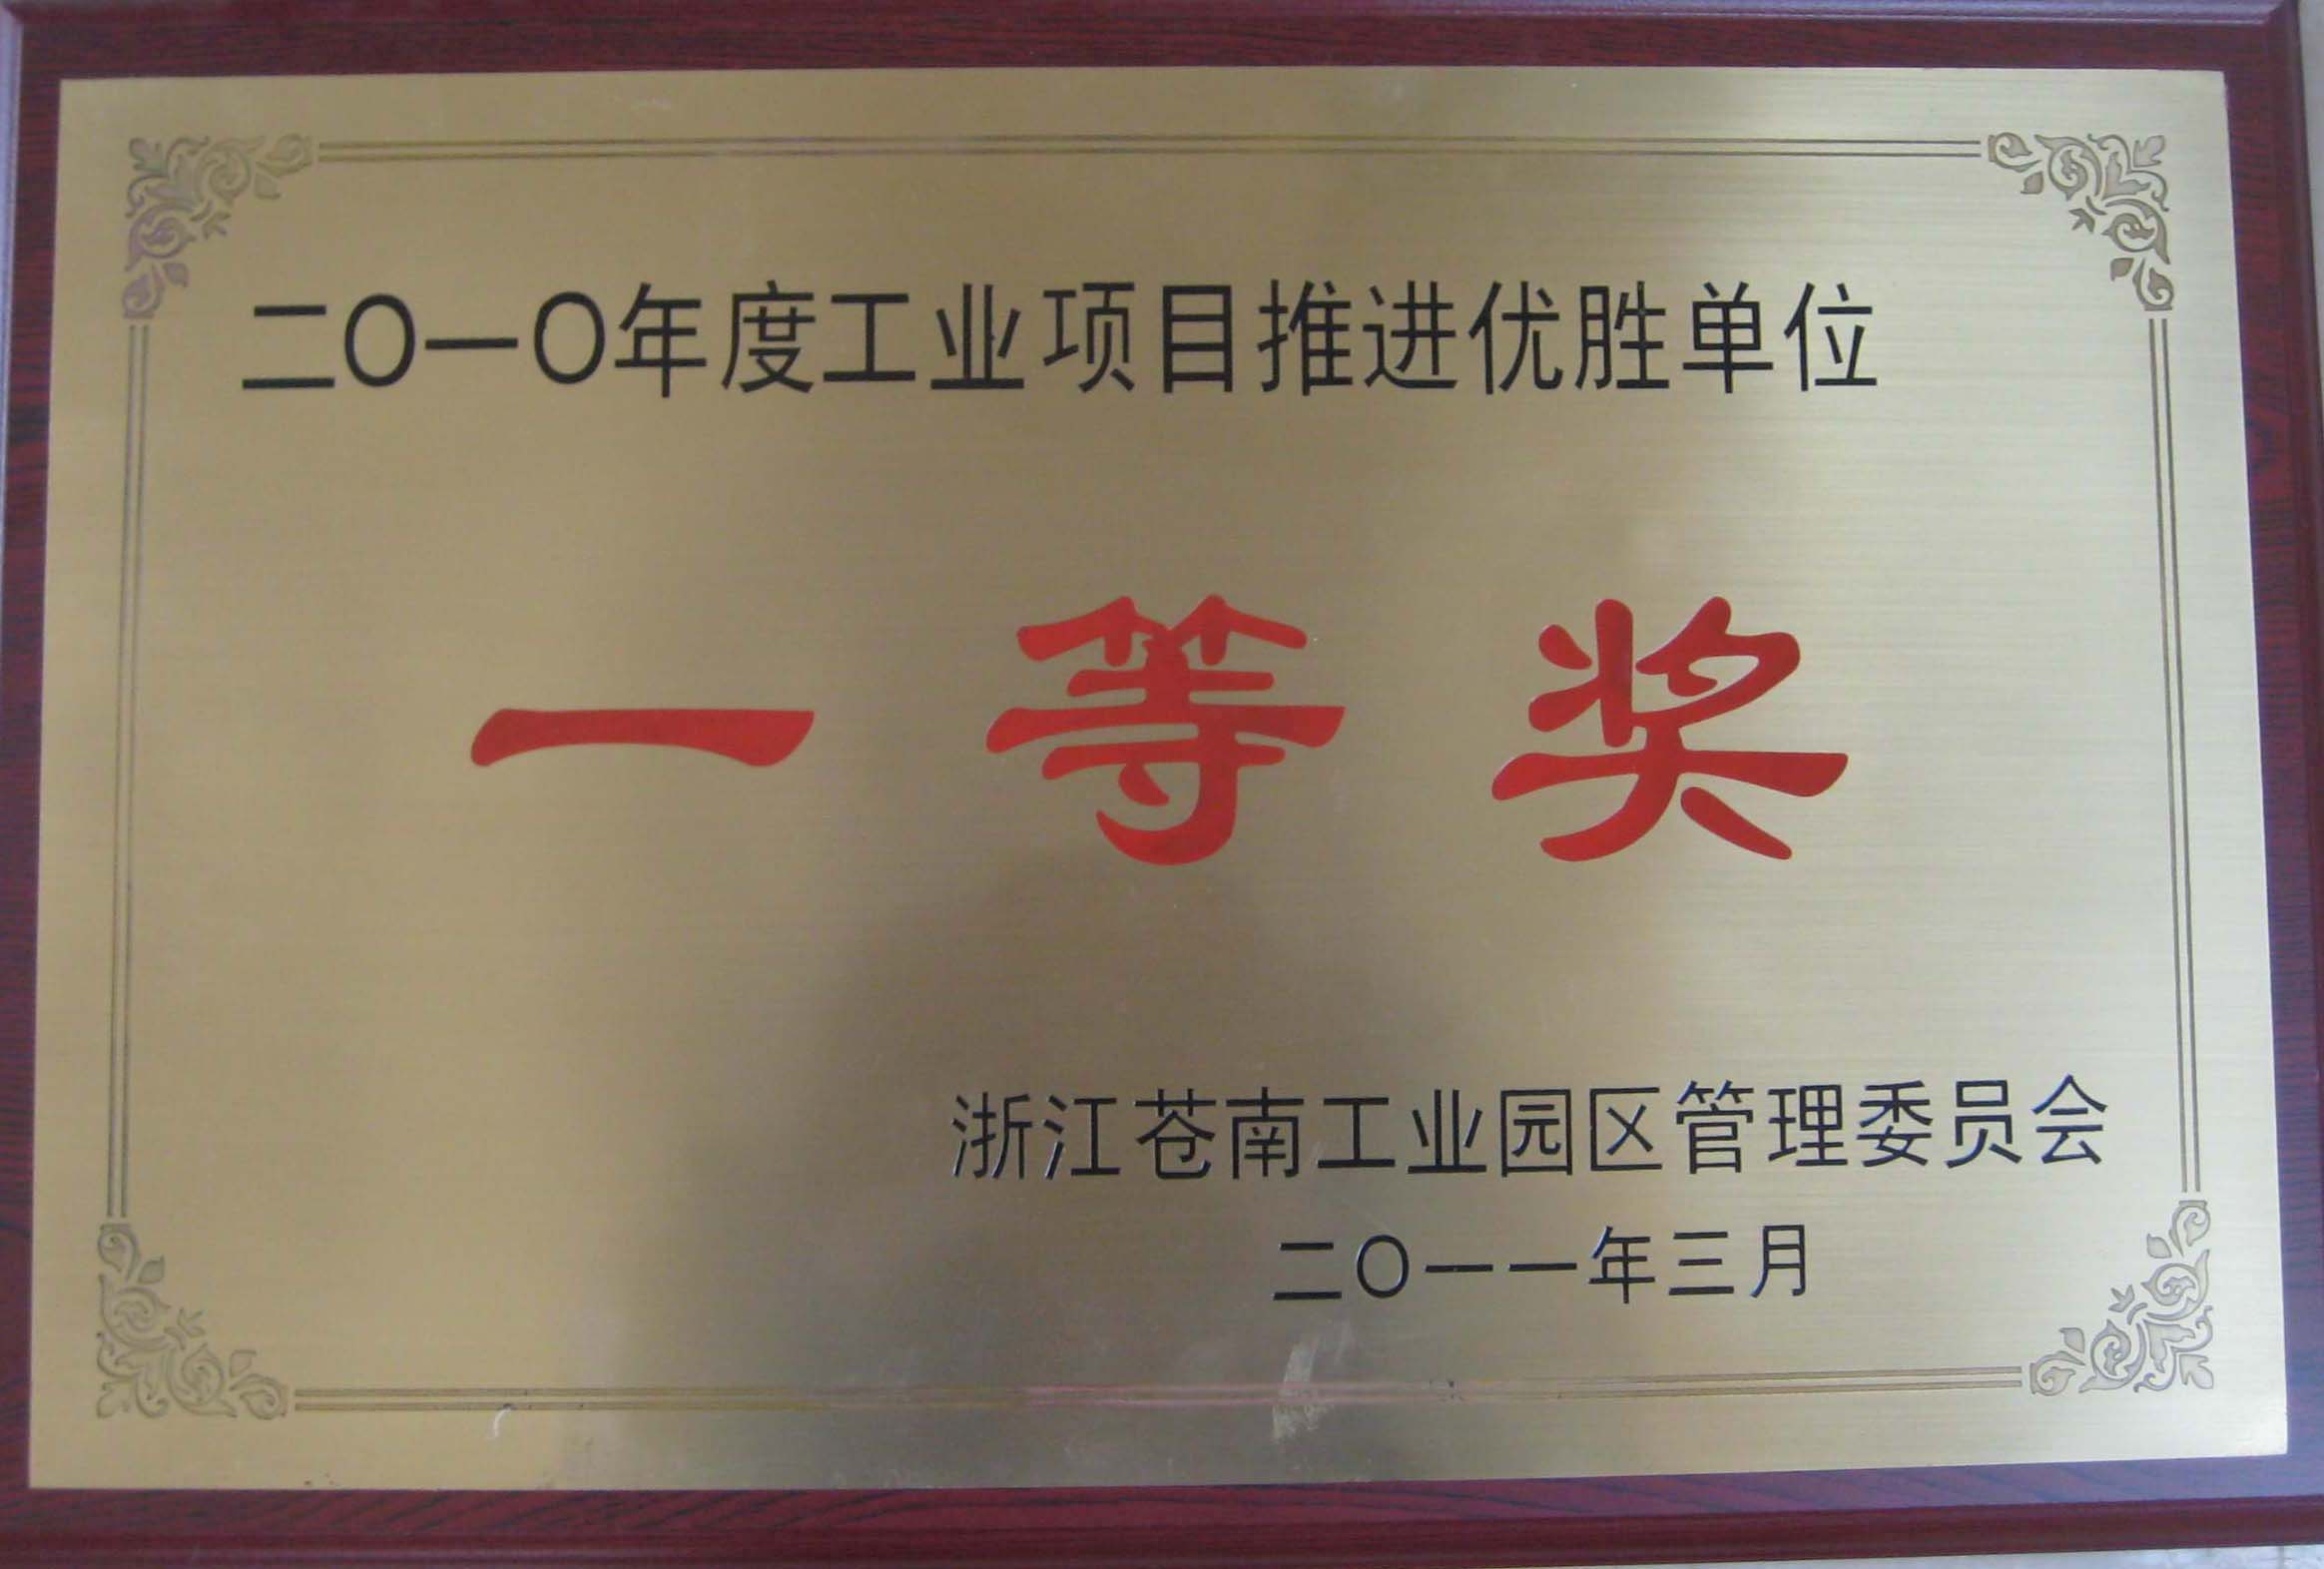 二〇一〇年度工业项目推进优胜单位
一等奖
浙江苍南工业园区管理委员会
二〇一一年三月